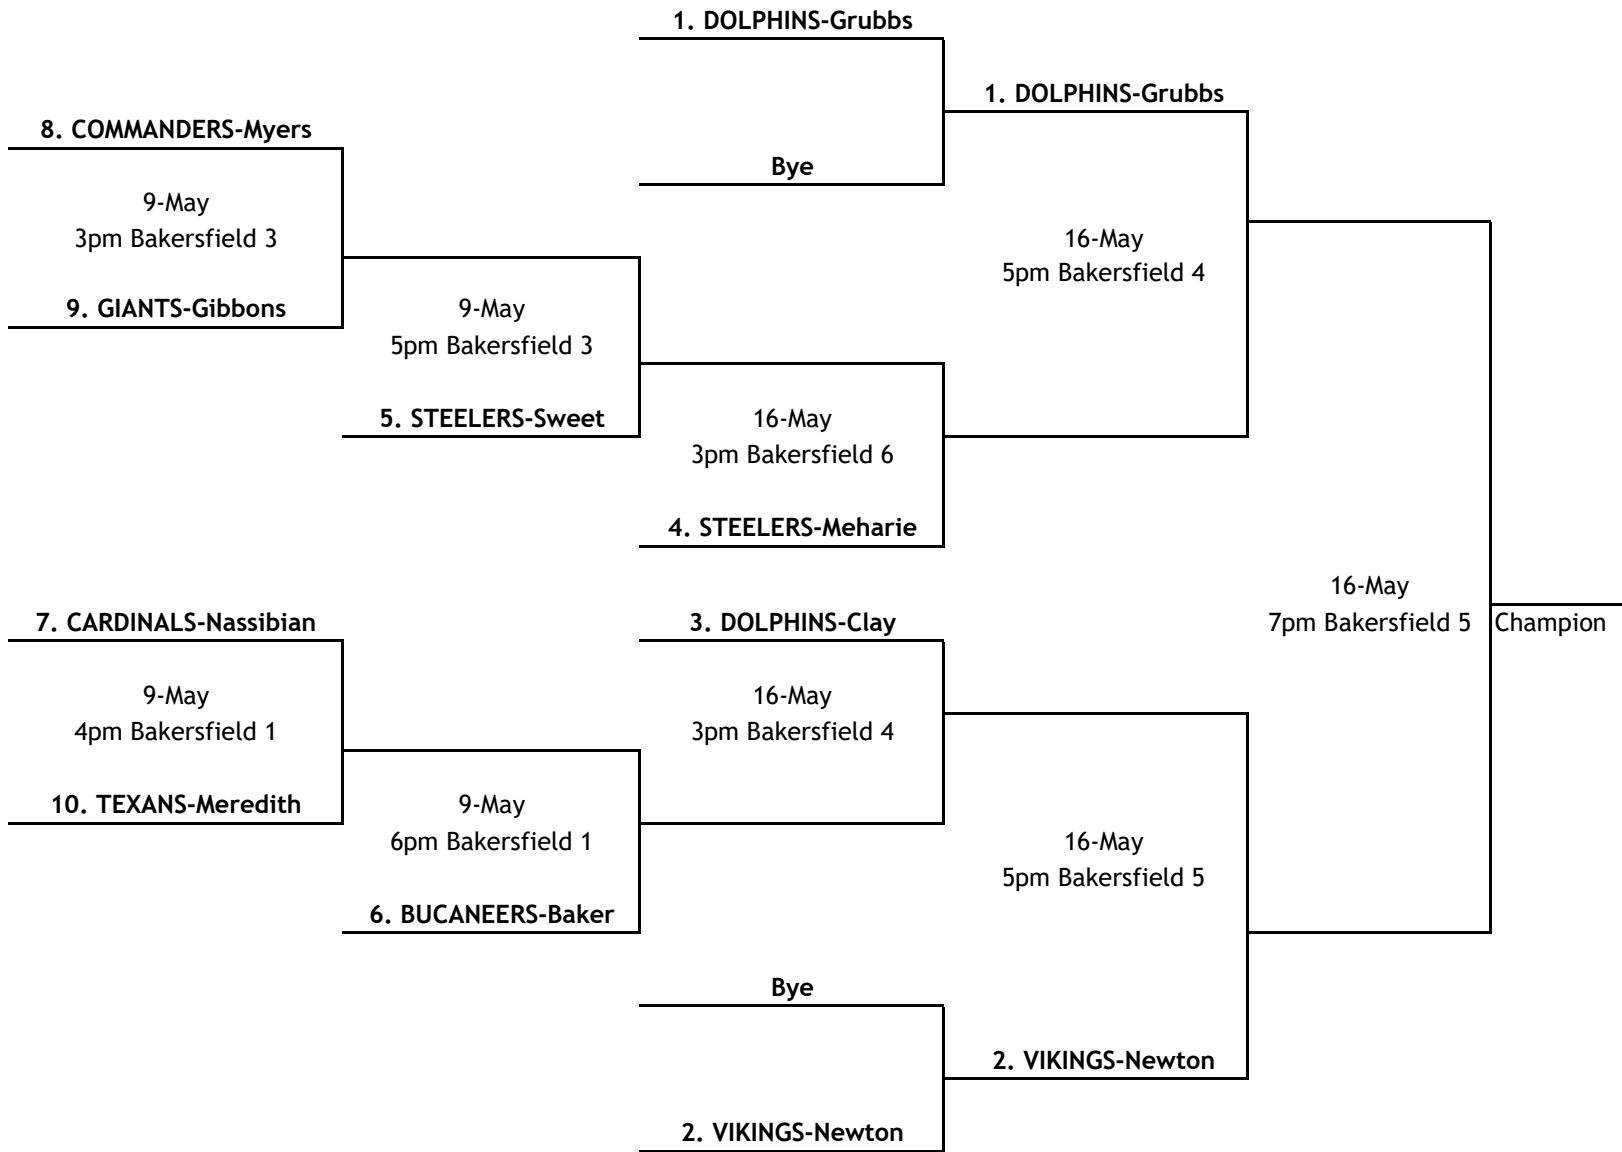 1. DOLPHINS-Grubbs
1. DOLPHINS-Grubbs
8. COMMANDERS-Myers
Bye
9-May
3pm Bakersfield 3
16-May
5pm Bakersfield 4
9. GIANTS-Gibbons
9-May
5pm Bakersfield 3
5. STEELERS-Sweet
16-May
3pm Bakersfield 6
4. STEELERS-Meharie
16-May
7pm Bakersfield 5
Champion
7. CARDINALS-Nassibian
3. DOLPHINS-Clay
9-May
4pm Bakersfield 1
16-May
3pm Bakersfield 4
10. TEXANS-Meredith
9-May
6pm Bakersfield 1
16-May
5pm Bakersfield 5
6. BUCANEERS-Baker
Bye
2. VIKINGS-Newton
2. VIKINGS-Newton